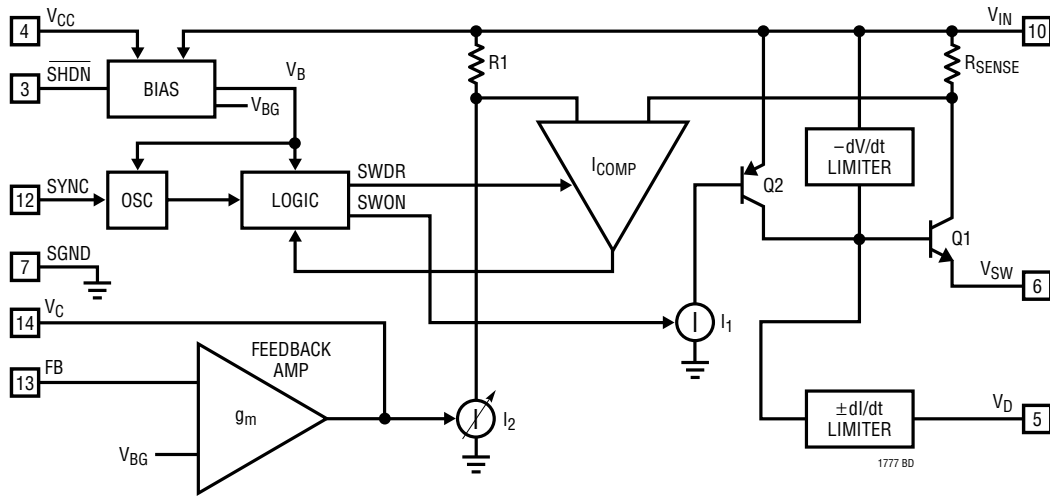 4
VCC
VIN
10
3
SHDN
BIAS
VB
VBG
R1
RSENSE
ICOMP
−dV/dt
LIMITER
Q2
12
SYNC
OSC
LOGIC
SWDR
SWON
Q1
7
SGND
VSW
6
14
VC
I1
FEEDBACK
AMP
13
FB
gm
I2
±dI/dt
LIMITER
VD
5
VBG
1777 BD